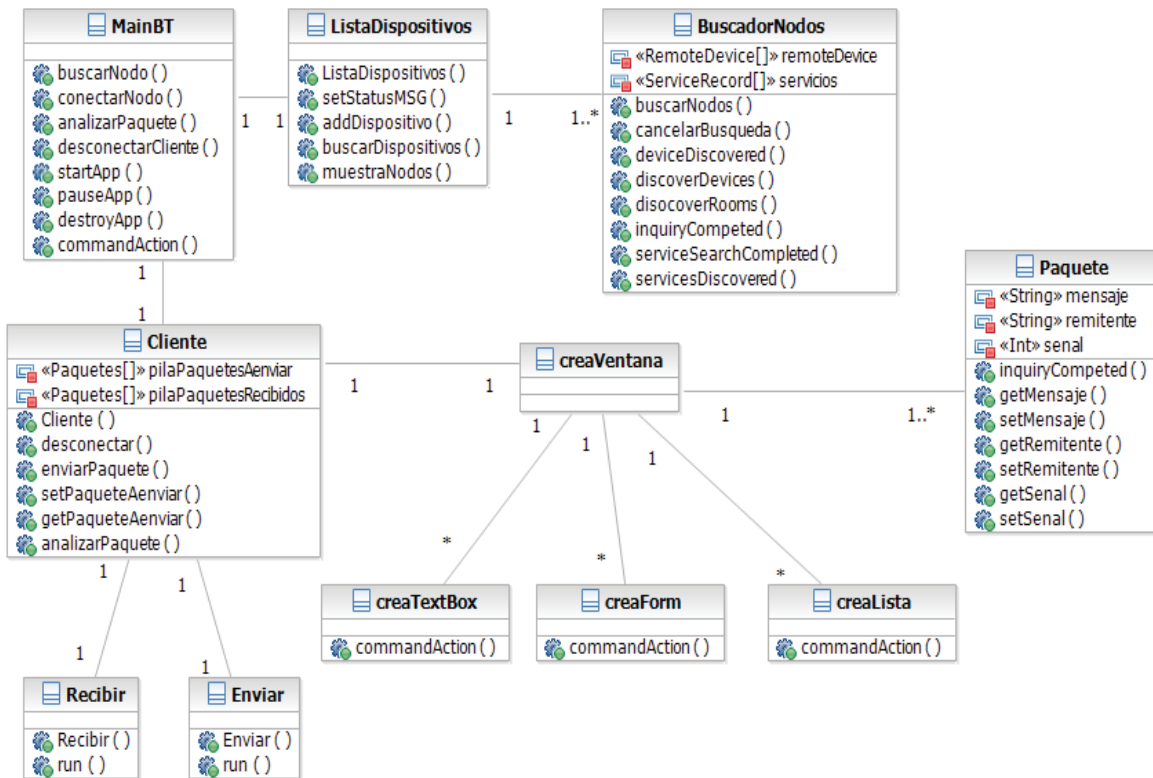 MainBT
buscarNodo ( )
conectarNodo ( )
analizarPaquete ( )
desconectarCliente ( )
startApp ( )
pauseApp ( )
destroyApp ( )
commandAction ( )
1
1
ListaDispositivos
ListaDispositivos ( )
setStatusMSG ( )
addDispositivo ( )
buscarDispositivos ( )
muestraNodos ( )
1
1..*
BuscadorNodos
«RemoteDevice[]» remoteDevice
«ServiceRecord[]» servicios
buscarNodos ( )
cancelarBusqueda ( )
deviceDiscovered ( )
discoverDevices ( )
disocoverRooms ( )
inquiryCompeted ( )
serviceSearchCompleted ( )
servicesDiscovered ( )
1
1
Cliente
«Paquetes[]» pilaPaquetesAenviar
«Paquetes[]» pilaPaquetesRecibidos
Cliente ( )
desconectar ( )
enviarPaquete ( )
setPaqueteAenviar ( )
getPaqueteAenviar ( )
analizarPaquete ( )
1
1
creaVentana
1
1..*
Paquete
«String» mensaje
«String» remitente
«Int» senal
inquiryCompeted ( )
getMensaje ( )
setMensaje ( )
getRemitente ( )
setRemitente ( )
getSenal ( )
setSenal ( )
1
1
1
*
*
*
creaTextBox
commandAction ( )
creaForm
commandAction ( )
creaLista
commandAction ( )
1
1
1
1
Recibir
Recibir ( )
run ( )
Enviar
Enviar ( )
run ( )